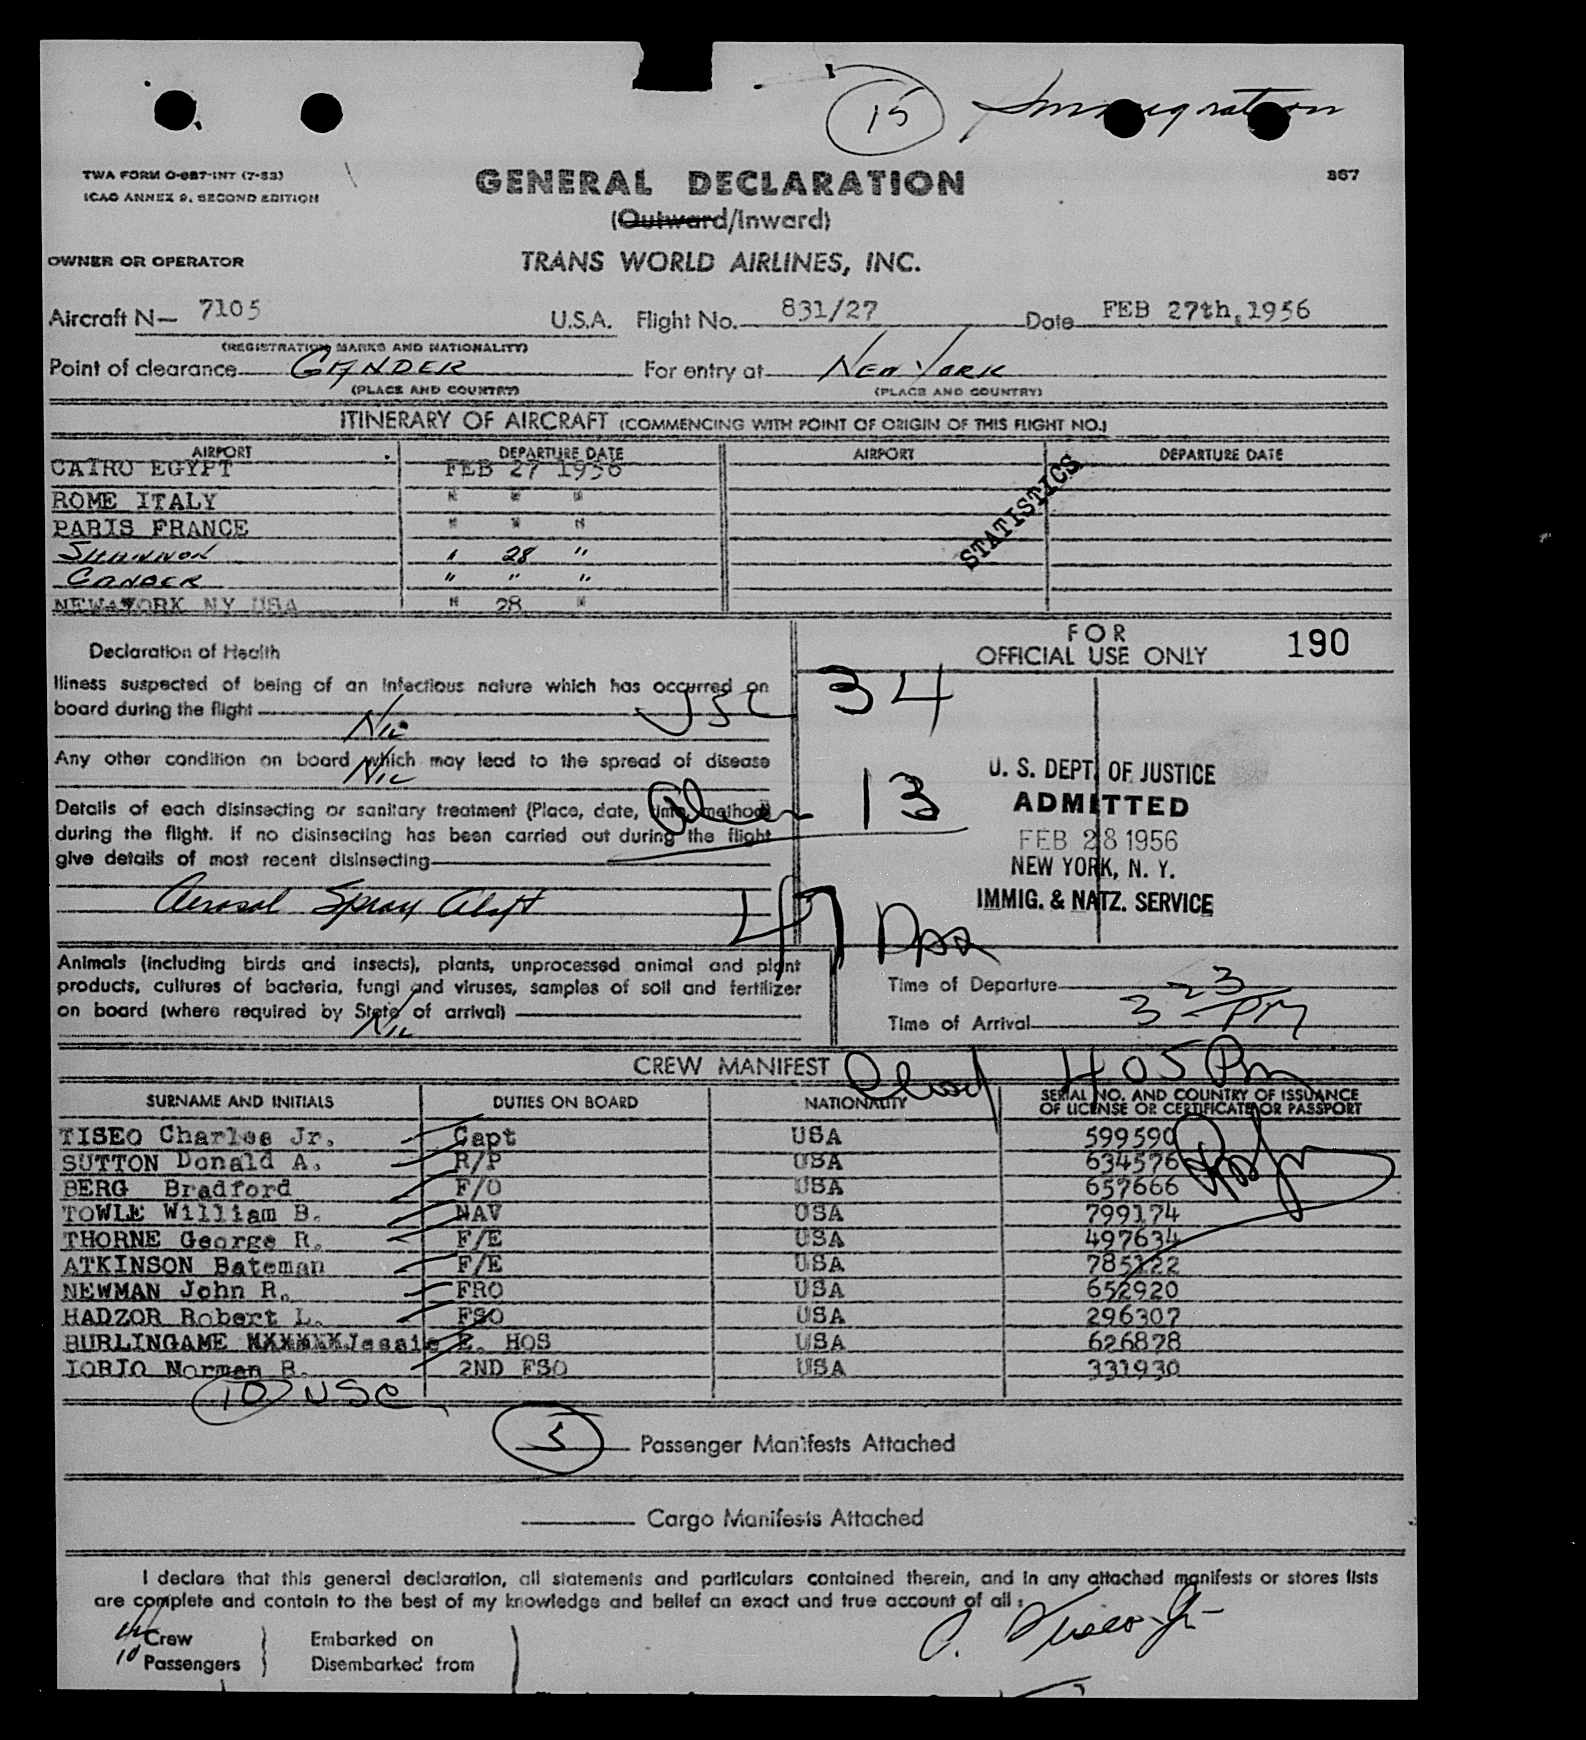 15 Immigration
TWA FORM O-987-INT (7-53)
ICAO ANNEX 9, SECOND EDITION
GENERAL DECLARATION
867
(Outward/Inward)
OWNER OR OPERATOR
TRANS WORLD AIRLINES, INC.
Aircraft N— 7105 U.S.A. Flight No. 831/27 Date FEB 27th,1956
(REGISTRATION MARKS AND NATIONALITY)
Point of clearance GANDER For entry at NEW YORK
(PLACE AND COUNTRY) (PLACE AND COUNTRY)
ITINERARY OF AIRCRAFT (COMMENCING WITH POINT OF ORIGIN OF THIS FLIGHT NO.)
AIRPORT DEPARTURE DATE AIRPORT DEPARTURE DATE
CAIRO EGYPT FEB 27 1956
ROME ITALY " " "
PARIS FRANCE " " "
SHANNON " 28 "
GANDER " " "
NEW YORK NY USA " 28 "
STATISTICS
FOR
OFFICIAL USE ONLY
190
Declaration of Health
Illness suspected of being of an infectious nature which has occurred on
board during the flight
Nil
USC 34
Any other condition on board which may lead to the spread of disease
Nil
Details of each disinsecting or sanitary treatment (Place, date, time, method)
during the flight. If no disinsecting has been carried out during the flight
give details of most recent disinsecting
Alien 13
Aerosol Spray Aloft
47
U. S. DEPT. OF JUSTICE
ADMITTED
FEB 28 1956
NEW YORK, N. Y.
IMMIG. & NATZ. SERVICE
Animals (including birds and insects), plants, unprocessed animal and plant
products, cultures of bacteria, fungi and viruses, samples of soil and fertilizer
on board (where required by State of arrival)
Nil
Time of Departure
Time of Arrival 3 23 PM
CREW MANIFEST
405 Pm
SURNAME AND INITIALS DUTIES ON BOARD NATIONALITY SERIAL NO. AND COUNTRY OF ISSUANCE
OF LICENSE OR CERTIFICATE OR PASSPORT
TISEO Charles Jr. Capt USA 599590
SUTTON Donald A. R/P USA 634576
BERG Bradford F/O USA 657666
TOWLE William B. NAV USA 799174
THORNE George R. F/E USA 497634
ATKINSON Bateman F/E USA 785122
NEWMAN John R. FRO USA 652920
HADZOR Robert L. FSO USA 296307
BURLINGAME XXXXXX Jessie E. HOS USA 626878
IORIO Norman B. 2ND FSO USA 331930
10 USC
5 Passenger Manifests Attached
Cargo Manifests Attached
I declare that this general declaration, all statements and particulars contained therein, and in any attached manifests or stores lists
are complete and contain to the best of my knowledge and belief an exact and true account of all:
Crew Embarked on
10 Passengers Disembarked from
C. Tiseo Jr